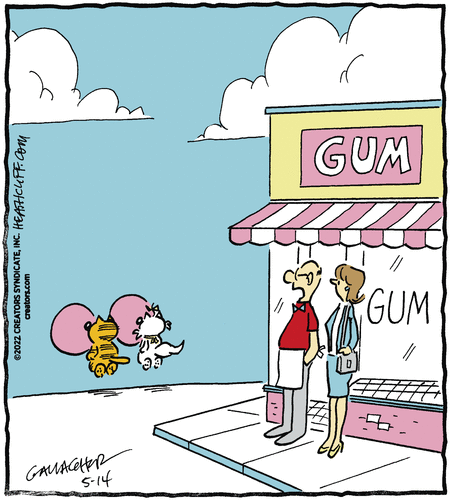 GUM
GUM
©2022 CREATORS SYNDICATE, INC. HEATHCLIFF.COM
creators.com
GALLAGHER
5-14